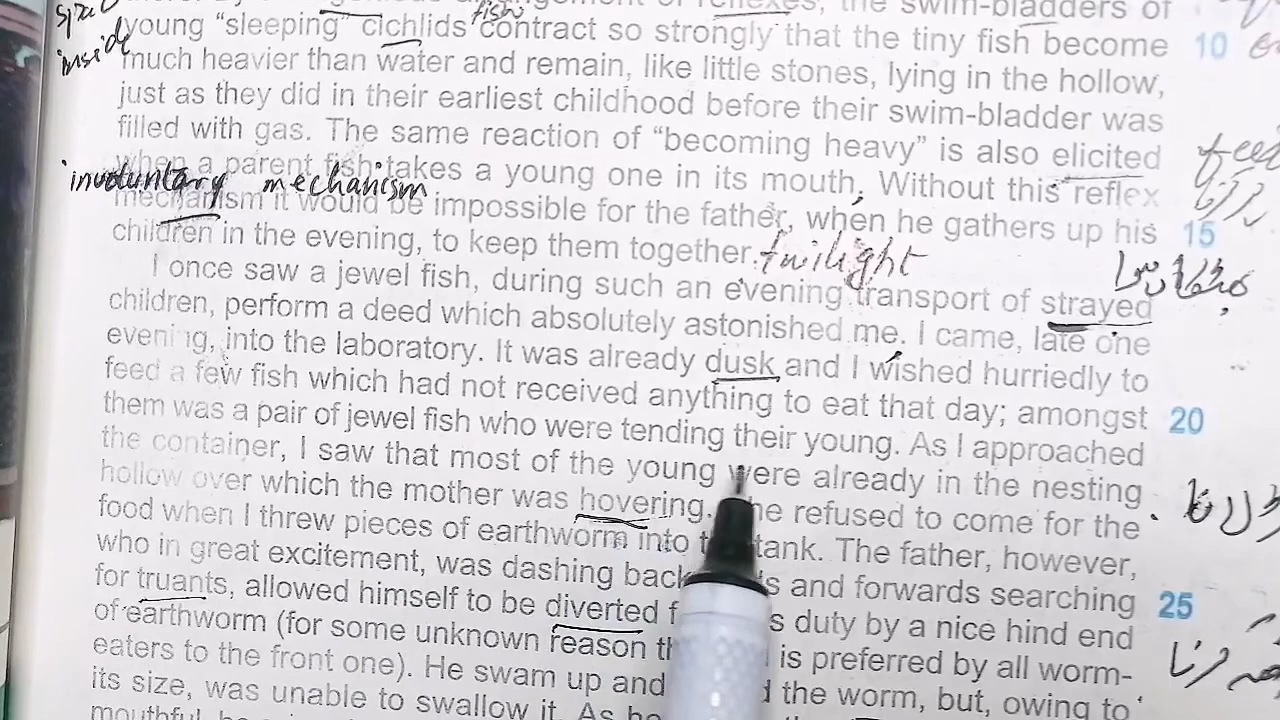 the swim-bladders of
inside
fish
young “sleeping” cichlids contract so strongly that the tiny fish become 10
much heavier than water and remain, like little stones, lying in the hollow,
just as they did in their earliest childhood before their swim-bladder was
filled with gas. The same reaction of “becoming heavy” is also elicited
when a parent fish takes a young one in its mouth, Without this reflex
involuntary mechanism
mechanism it would be impossible for the father, when he gathers up his 15
children in the evening, to keep them together. twilight
I once saw a jewel fish, during such an evening transport of strayed
children, perform a deed which absolutely astonished me. I came, late one
evening, into the laboratory. It was already dusk and I wished hurriedly to
feed a few fish which had not received anything to eat that day; amongst 20
them was a pair of jewel fish who were tending their young. As I approached
the container, I saw that most of the young were already in the nesting
hollow over which the mother was hovering. he refused to come for the
food when I threw pieces of earthworm into tank. The father, however,
who in great excitement, was dashing back s and forwards searching 25
for truants, allowed himself to be diverted f s duty by a nice hind end
of earthworm (for some unknown reason th is preferred by all worm-
eaters to the front one). He swam up and d the worm, but, owing to
its size, was unable to swallow it. As he
mouthful, he